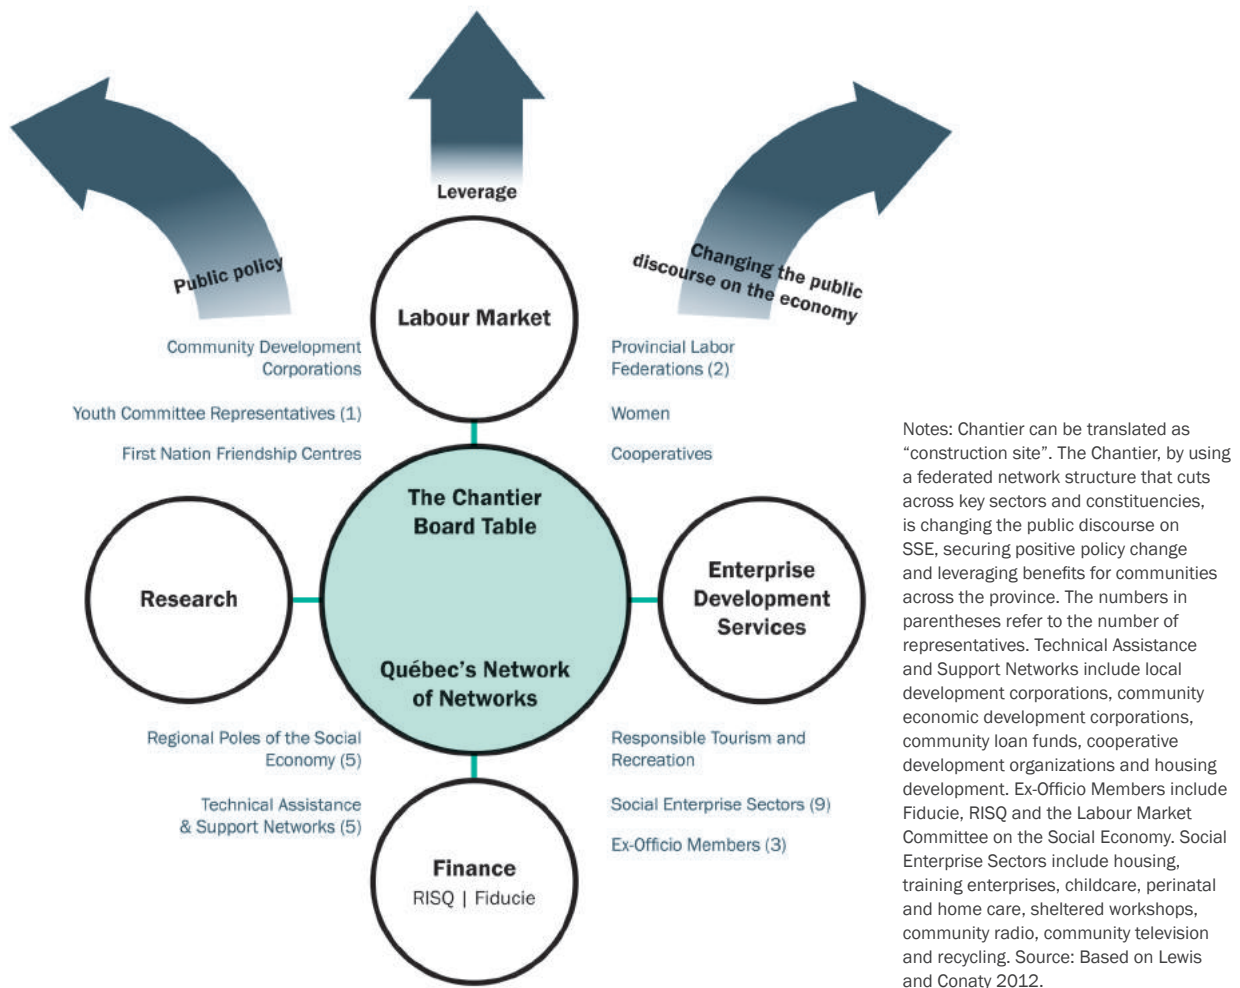 Leverage
Public policy
Changing the public
discourse on the economy
Labour Market
Community Development
Corporations
Youth Committee Representatives (1)
First Nation Friendship Centres
Provincial Labor
Federations (2)
Women
Cooperatives
The Chantier
Board Table
Québec's Network
of Networks
Research
Enterprise
Development
Services
Regional Poles of the Social
Economy (5)
Technical Assistance
& Support Networks (5)
Responsible Tourism and
Recreation
Social Enterprise Sectors (9)
Ex-Officio Members (3)
Finance
RISQ | Fiducie
Notes: Chantier can be translated as
“construction site”. The Chantier, by using
a federated network structure that cuts
across key sectors and constituencies,
is changing the public discourse on
SSE, securing positive policy change
and leveraging benefits for communities
across the province. The numbers in
parentheses refer to the number of
representatives. Technical Assistance
and Support Networks include local
development corporations, community
economic development corporations,
community loan funds, cooperative
development organizations and housing
development. Ex-Officio Members include
Fiducie, RISQ and the Labour Market
Committee on the Social Economy. Social
Enterprise Sectors include housing,
training enterprises, childcare, perinatal
and home care, sheltered workshops,
community radio, community television
and recycling. Source: Based on Lewis
and Conaty 2012.